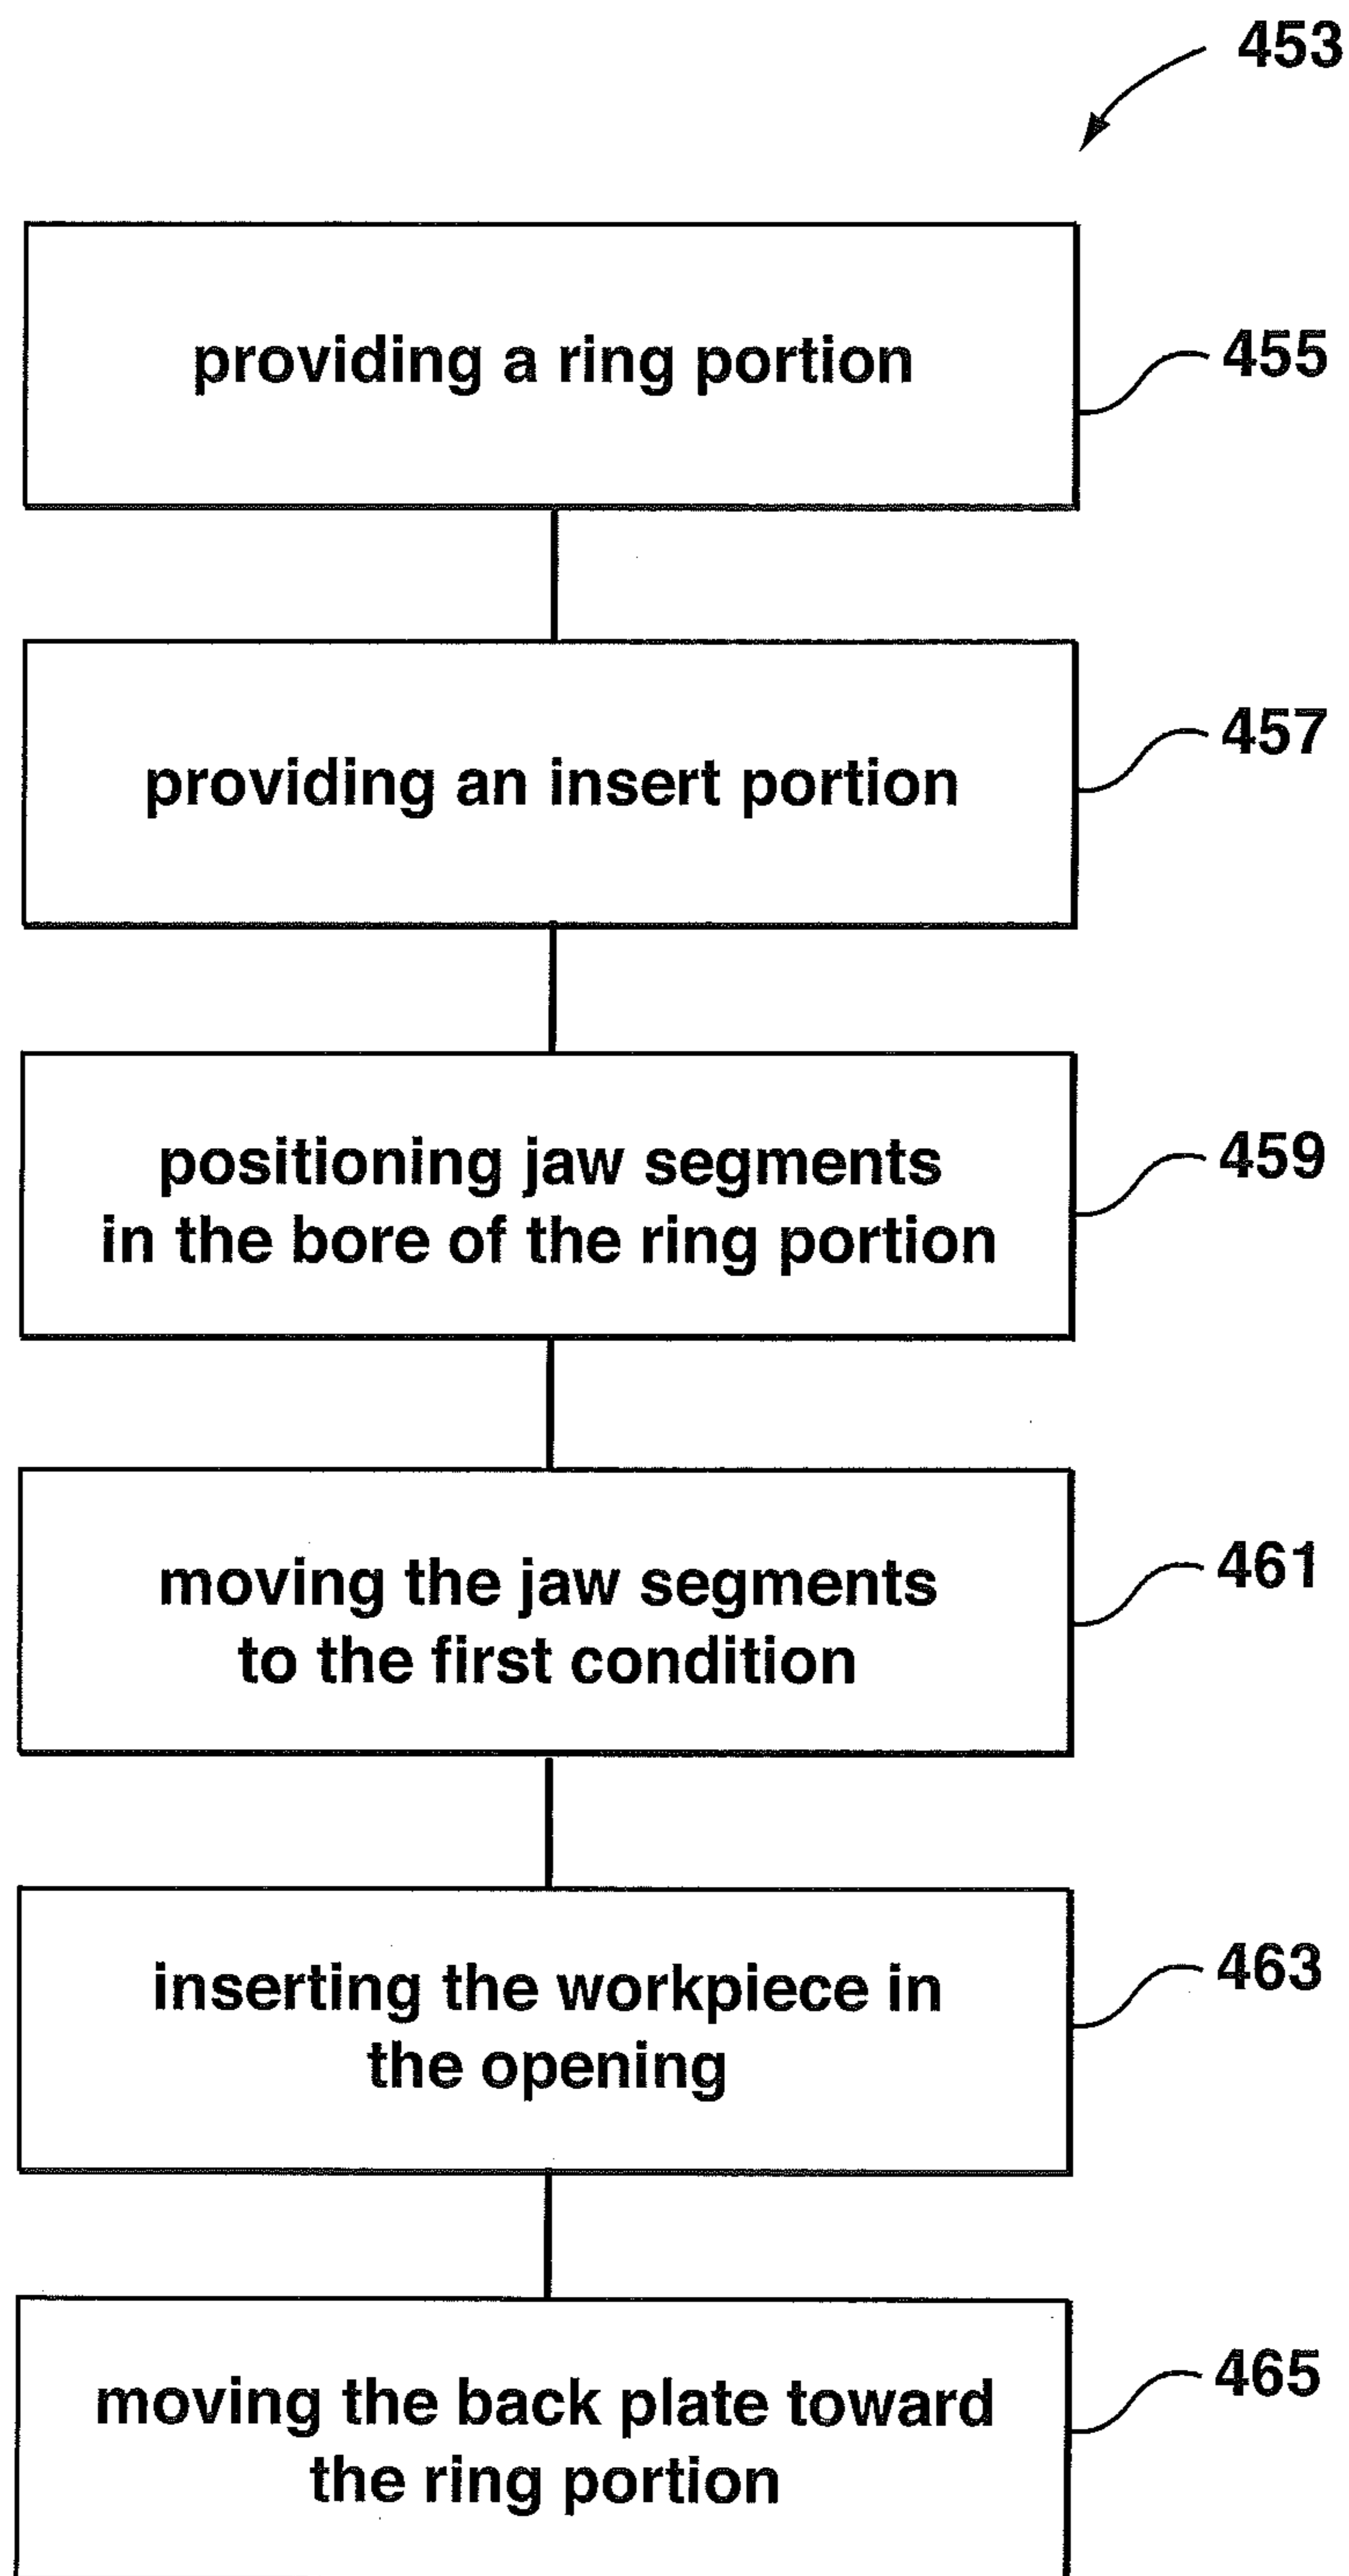 453
providing a ring portion
455
providing an insert portion
457
positioning jaw segments
in the bore of the ring portion
459
moving the jaw segments
to the first condition
461
inserting the workpiece in
the opening
463
moving the back plate toward
the ring portion
465